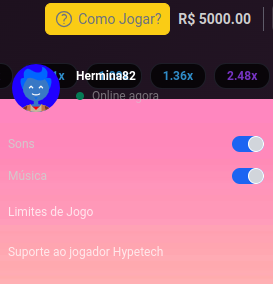 Como Jogar? R$ 5000.00
1.36x 2.48x
Hermina82
Online agora
Sons
Música
Limites de Jogo
Suporte ao jogador Hypetech